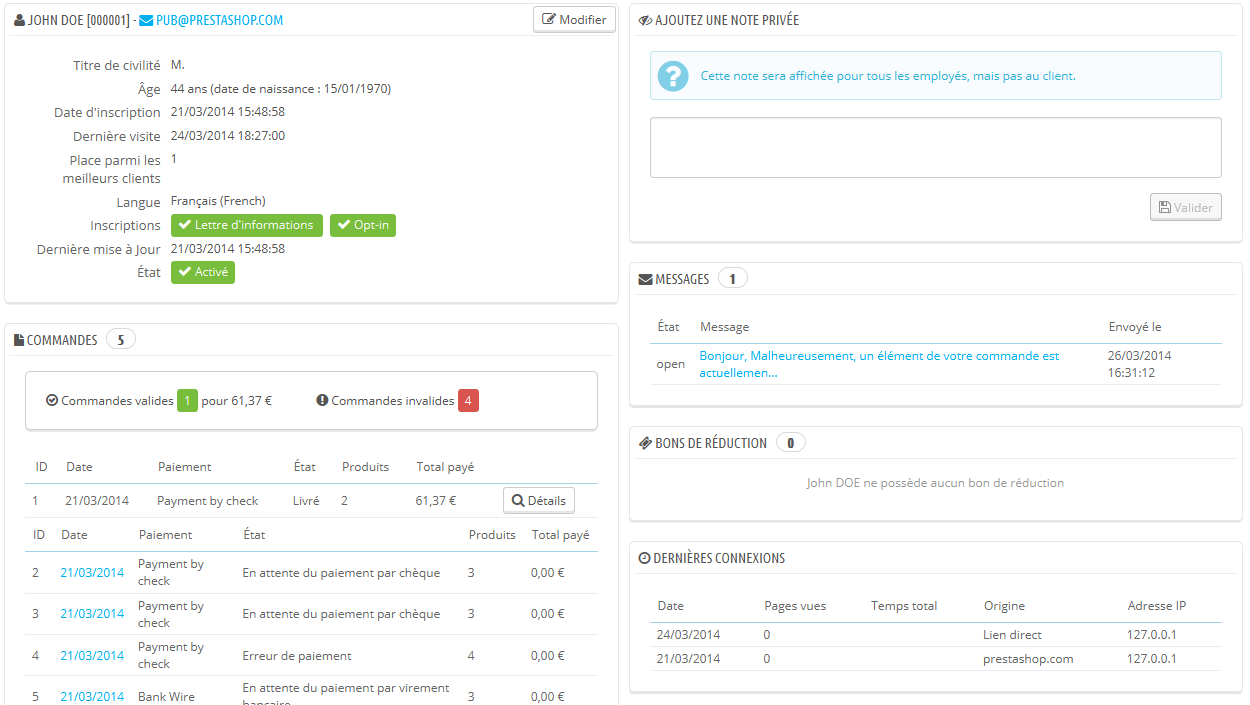 JOHN DOE [000001] - PUB@PRESTASHOP.COM
Modifier
Titre de civilité M.
Âge 44 ans (date de naissance : 15/01/1970)
Date d'inscription 21/03/2014 15:48:58
Dernière visite 24/03/2014 18:27:00
Place parmi les 1
meilleurs clients
Langue Français (French)
Inscriptions Lettre d'informations Opt-in
Dernière mise à Jour 21/03/2014 15:48:58
État Activé
COMMANDES 5
Commandes valides 1 pour 61,37 € Commandes invalides 4
ID Date Paiement État Produits Total payé
1 21/03/2014 Payment by check Livré 2 61,37 € Détails
ID Date Paiement État Produits Total payé
2 21/03/2014 Payment by check En attente du paiement par chèque 3 0,00 €
3 21/03/2014 Payment by check En attente du paiement par chèque 3 0,00 €
4 21/03/2014 Payment by check Erreur de paiement 4 0,00 €
5 21/03/2014 Bank Wire En attente du paiement par virement bancaire 3 0,00 €
AJOUTEZ UNE NOTE PRIVÉE
Cette note sera affichée pour tous les employés, mais pas au client.
Valider
MESSAGES 1
État Message Envoyé le
open Bonjour, Malheureusement, un élément de votre commande est 26/03/2014
actuellemen... 16:31:12
BONS DE RÉDUCTION 0
John DOE ne possède aucun bon de réduction
DERNIÈRES CONNEXIONS
Date Pages vues Temps total Origine Adresse IP
24/03/2014 0 Lien direct 127.0.0.1
21/03/2014 0 prestashop.com 127.0.0.1